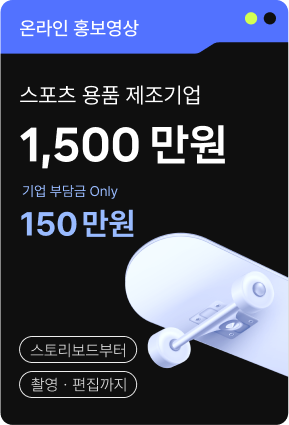 온라인 홍보영상
스포츠 용품 제조기업
1,500 만원
기업 부담금 Only
150 만원
스토리보드부터
촬영 · 편집까지